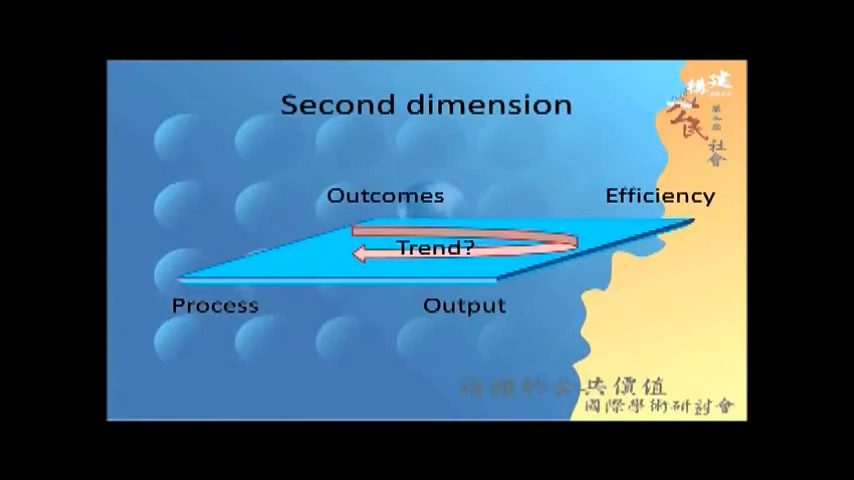 Second dimension
構建
公民
社會
Outcomes
Efficiency
Trend?
Process
Output
共價值
國際學術研討會